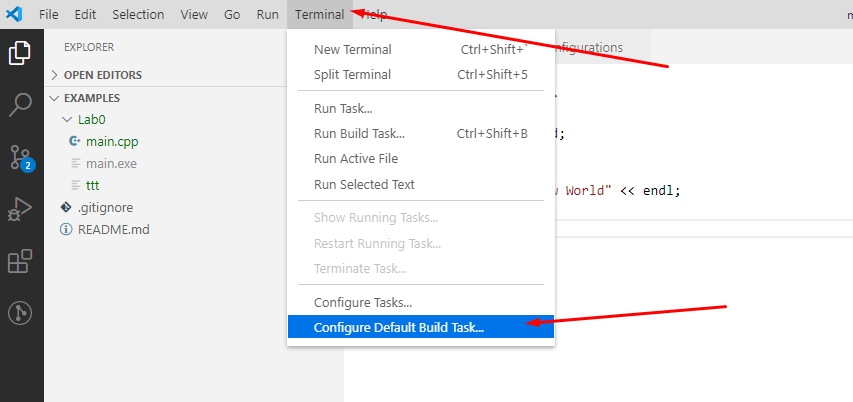 File Edit Selection View Go Run Terminal Help
EXPLORER
OPEN EDITORS
EXAMPLES
Lab0
main.cpp
main.exe
ttt
.gitignore
README.md
2
New Terminal Ctrl+Shift+`
Split Terminal Ctrl+Shift+5
Run Task...
Run Build Task... Ctrl+Shift+B
Run Active File
Run Selected Text
Show Running Tasks...
Restart Running Task...
Terminate Task...
Configure Tasks...
Configure Default Build Task...
nfigurations
d;
World" << endl;